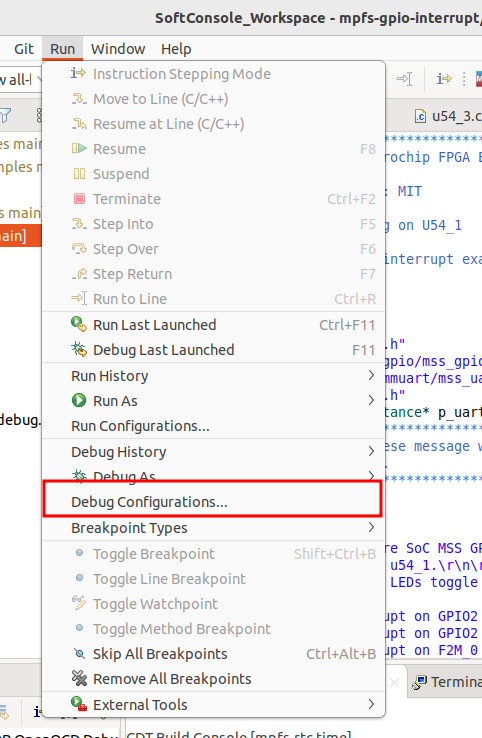 SoftConsole_Workspace - mpfs-gpio-interrupt/
Git Run Window Help
w all-
Instruction Stepping Mode
Move to Line (C/C++)
u54_3.c
Resume at Line (C/C++)
es main
Resume F8
rochip FPGA E
mples m
Suspend
Terminate Ctrl+F2
: MIT
s main]
Step Into F5
g on U54_1
main]
Step Over F6
interrupt exa
Step Return F7
Run to Line Ctrl+R
Run Last Launched Ctrl+F11
.h"
Debug Last Launched F11
gpio/mss_gpio
Run History
mmuart/mss_ua
.h"
Run As
tance* p_uart
debug.
Run Configurations...
Debug History
ese message w
Debug As
Debug Configurations...
Breakpoint Types
Toggle Breakpoint Shift+Ctrl+B
re SoC MSS GP
u54_1.\r\n\r
Toggle Line Breakpoint
LEDs toggle
Toggle Watchpoint
upt on GPIO2
Toggle Method Breakpoint
upt on GPIO2
Skip All Breakpoints Ctrl+Alt+B
upt on F2M_0
Remove All Breakpoints
Termina
External Tools
CDT Build Console [mpfs-rtc-time]